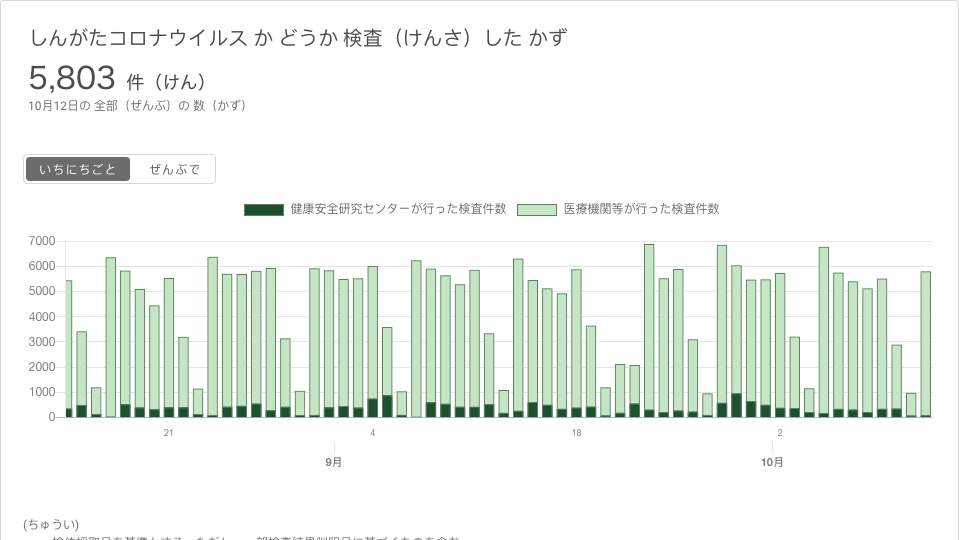 しんがたコロナウイルス か どうか 検査（けんさ）した かず
5,803 件（けん）
10月12日の 全部（ぜんぶ）の 数（かず）
いちにちごと ぜんぶで
健康安全研究センターが行った検査件数 医療機関等が行った検査件数
7000
6000
5000
4000
3000
2000
1000
0
21 4 18 2
9月 10月
(ちゅうい)